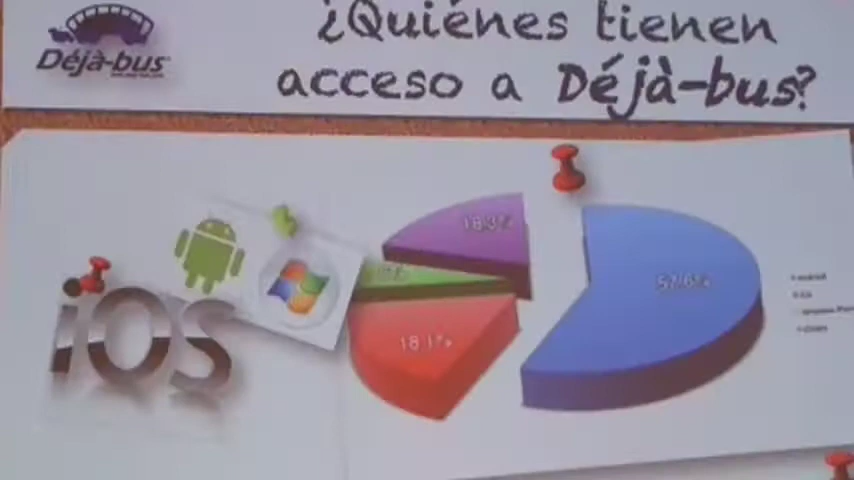 ¿Quiénes tienen
acceso a Déjà-bus?
Déjà-bus
18.3%
57.6%
18.1%
iOS